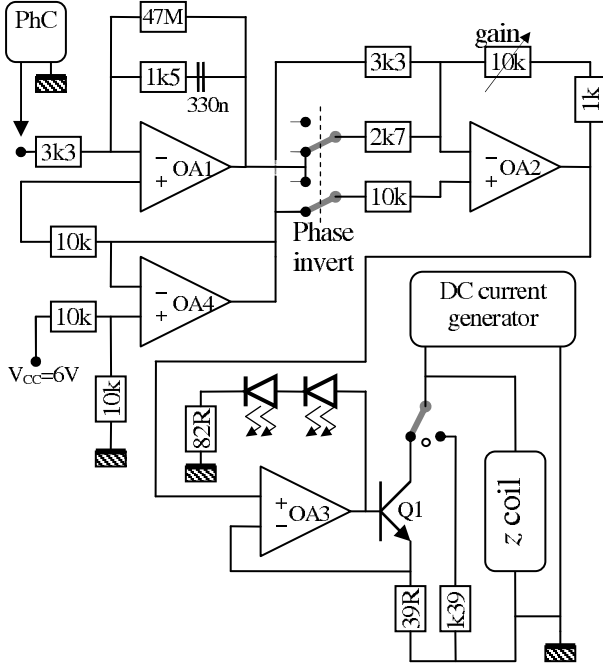 PhC
47M
1k5
330n
3k3
OA1
10k
OA4
10k
V_CC=6V
10k
3k3
2k7
10k
Phase
invert
gain
10k
1k
OA2
DC current
generator
82R
OA3
Q1
39R
k39
z coil